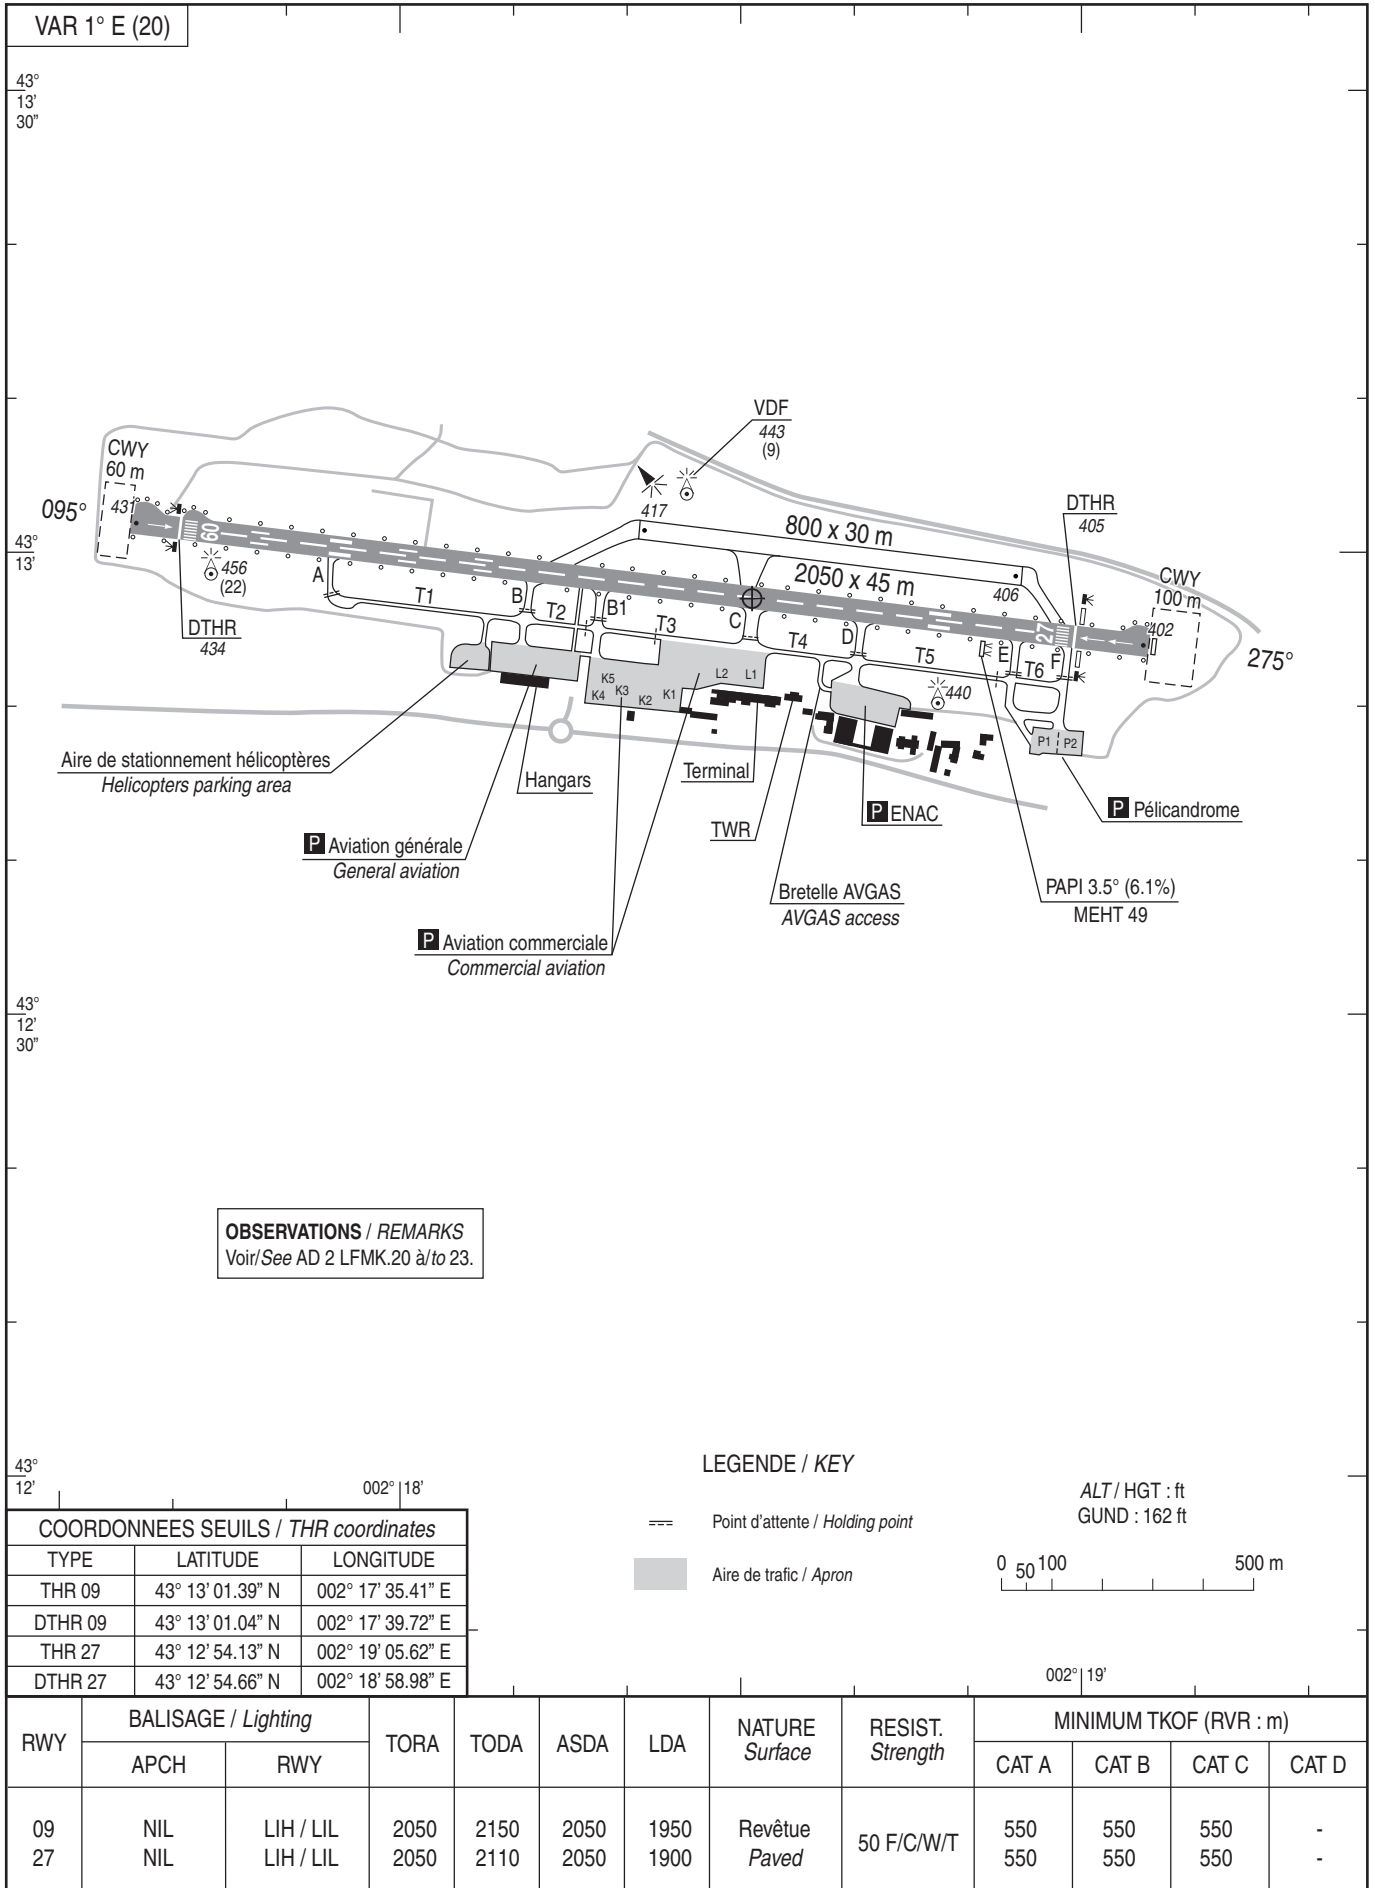 VAR 1° E (20)
43°
13'
30"
VDF
443
(9)
CWY
60 m
095°
431
09
417
800 x 30 m
DTHR
405
43°
13'
456
(22)
A
T1
B
T2
B1
T3
C
2050 x 45 m
T4
D
T5
406
E
27
T6
F
CWY
100 m
402
275°
DTHR
434
K5
K4
K3
K2
K1
L2
L1
440
P1
P2
Aire de stationnement hélicoptères
Helicopters parking area
Hangars
Terminal
TWR
P ENAC
P Pélicandrome
P Aviation générale
General aviation
Bretelle AVGAS
AVGAS access
PAPI 3.5° (6.1%)
MEHT 49
P Aviation commerciale
Commercial aviation
43°
12'
30"
OBSERVATIONS / REMARKS
Voir/See AD 2 LFMK.20 à/to 23.
43°
12'
002° 18'
LEGENDE / KEY
Point d'attente / Holding point
Aire de trafic / Apron
ALT / HGT : ft
GUND : 162 ft
0 50 100 500 m
002° 19'
COORDONNEES SEUILS / THR coordinates
TYPE LATITUDE LONGITUDE
THR 09 43° 13' 01.39" N 002° 17' 35.41" E
DTHR 09 43° 13' 01.04" N 002° 17' 39.72" E
THR 27 43° 12' 54.13" N 002° 19' 05.62" E
DTHR 27 43° 12' 54.66" N 002° 18' 58.98" E
RWY BALISAGE / Lighting TORA TODA ASDA LDA NATURE RESIST. MINIMUM TKOF (RVR : m)
Surface Strength
APCH RWY CAT A CAT B CAT C CAT D
09 NIL LIH / LIL 2050 2150 2050 1950 Revêtue 50 F/C/W/T 550 550 550 -
27 NIL LIH / LIL 2050 2110 2050 1900 Paved 550 550 550 -